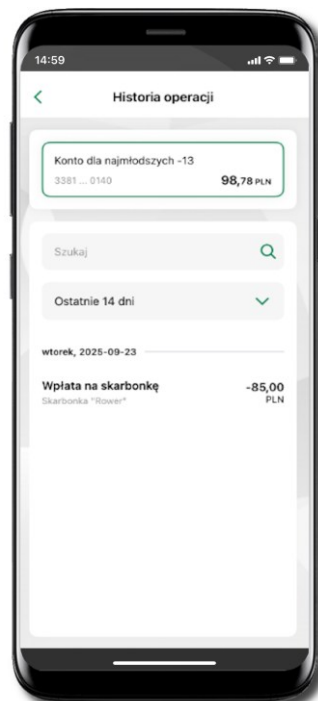 14:59
Historia operacji
Konto dla najmłodszych -13
3381 ... 0140 98,78 PLN
Szukaj
Ostatnie 14 dni
wtorek, 2025-09-23
Wpłata na skarbonkę -85,00
Skarbonka "Rower" PLN